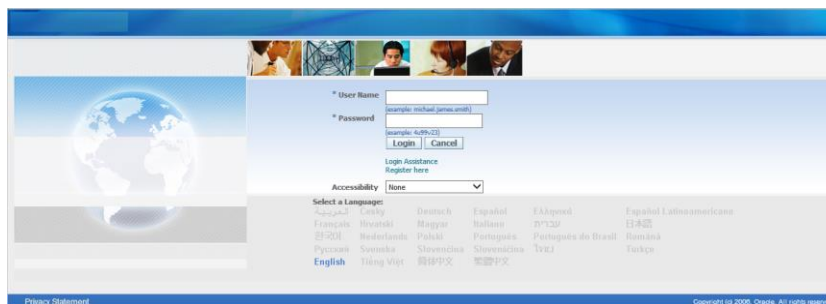 * User Name
(example: michael.james.smith)
* Password
(example: 4u99v23)
Login Cancel
Login Assistance
Register here
Accessibility None
Select a Language:
العربية Česky Deutsch Español Ελληνικά Español Latinoamericano
Français Hrvatski Magyar Italiano עברית 日本語
한국어 Nederlands Polski Português Português do Brasil Română
Русский Svenska Slovenčina Slovenščina ไทย Türkçe
English Tiếng Việt 简体中文 繁體中文
Privacy Statement Copyright (c) 2006, Oracle. All rights reserv